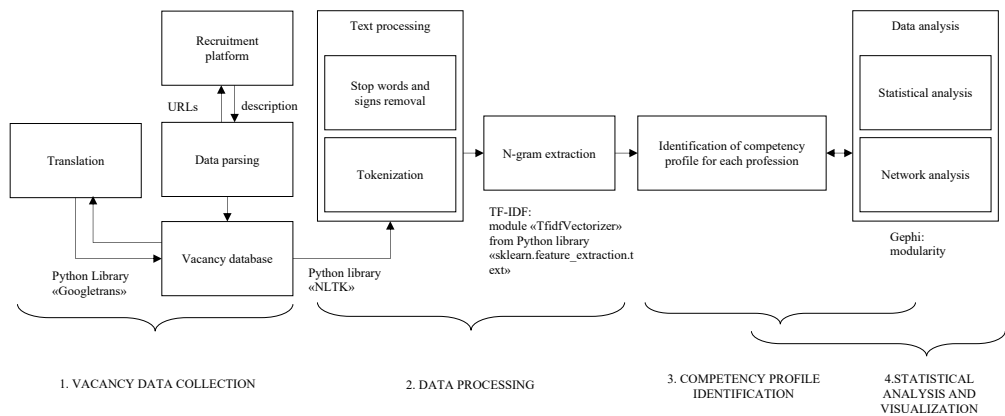 Recruitment
platform
URLs
description
Translation
Data parsing
Vacancy database
Python Library
«Googletrans»
Text processing
Stop words and
signs removal
Tokenization
Python library
«NLTK»
N-gram extraction
TF-IDF:
module «TfidfVectorizer»
from Python library
«sklearn.feature_extraction.t
ext»
Identification of competency
profile for each profession
Data analysis
Statistical analysis
Network analysis
Gephi:
modularity
1. VACANCY DATA COLLECTION
2. DATA PROCESSING
3. COMPETENCY PROFILE
IDENTIFICATION
4.STATISTICAL
ANALYSIS AND
VISUALIZATION